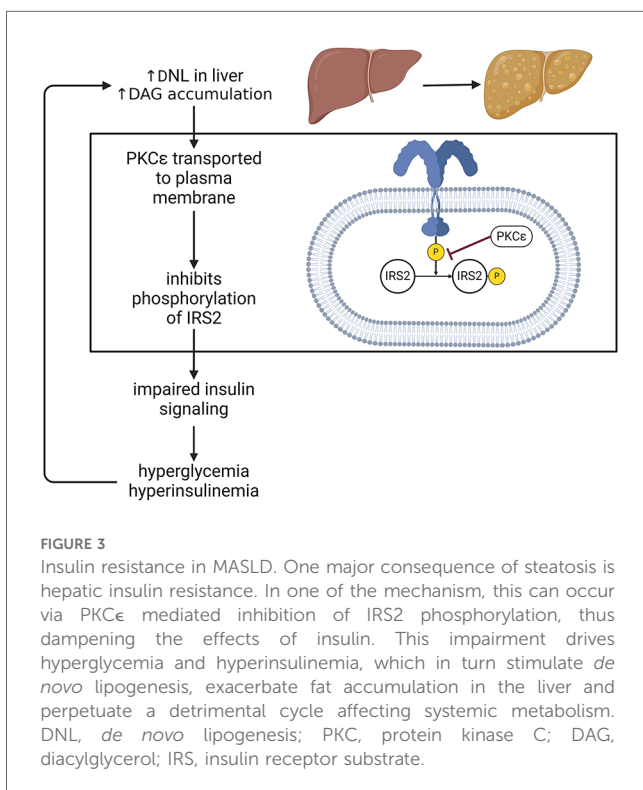 ↑DNL in liver
↑DAG accumulation
PKCε transported
to plasma
membrane
inhibits
phosphorylation
of IRS2
impaired insulin
signaling
hyperglycemia
hyperinsulinemia
PKCε
P
IRS2
IRS2
P
FIGURE 3
Insulin resistance in MASLD. One major consequence of steatosis is
hepatic insulin resistance. In one of the mechanism, this can occur
via PKCϵ mediated inhibition of IRS2 phosphorylation, thus
dampening the effects of insulin. This impairment drives
hyperglycemia and hyperinsulinemia, which in turn stimulate de
novo lipogenesis, exacerbate fat accumulation in the liver and
perpetuate a detrimental cycle affecting systemic metabolism.
DNL, de novo lipogenesis; PKC, protein kinase C; DAG,
diacylglycerol; IRS, insulin receptor substrate.